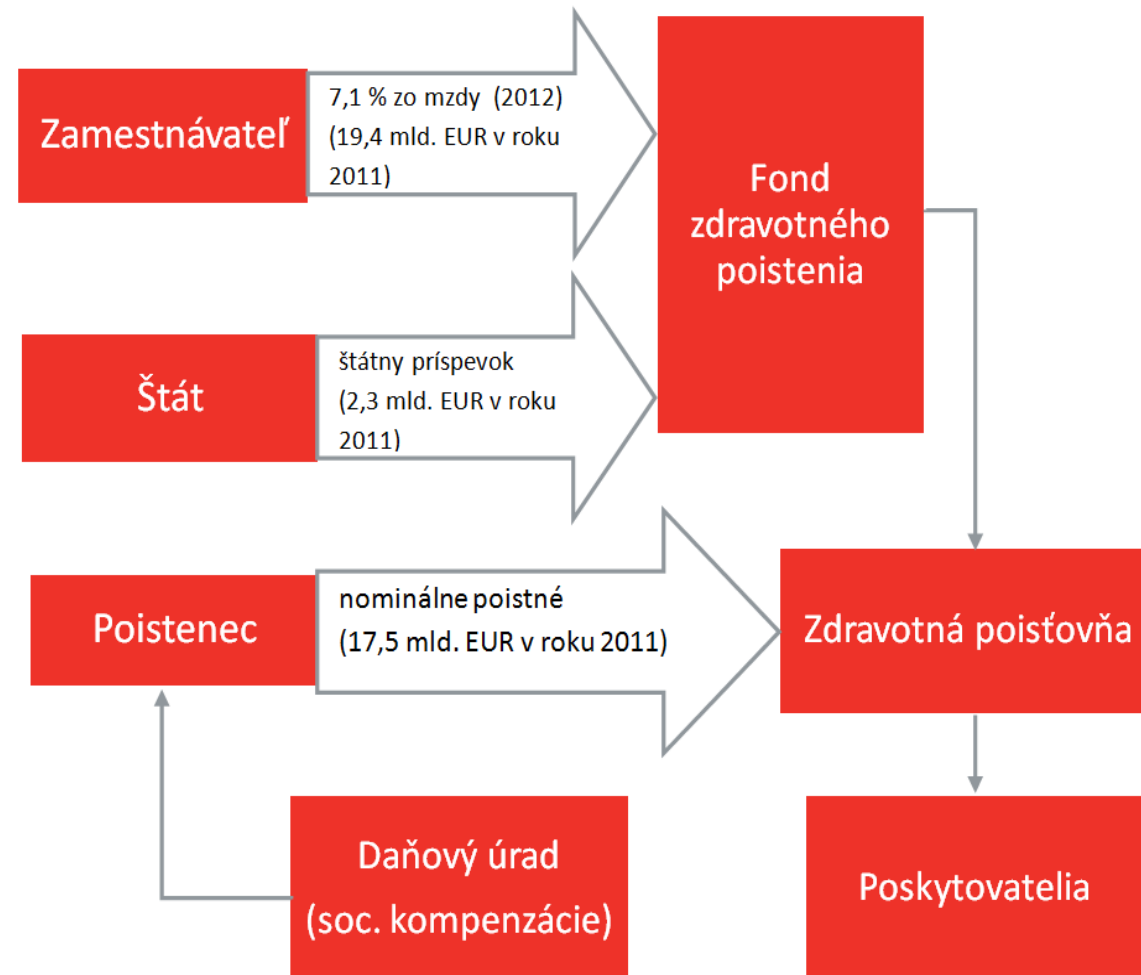 Zamestnávateľ
7,1 % zo mzdy (2012)
(19,4 mld. EUR v roku
2011)
Fond
zdravotného
poistenia
Štát
štátny príspevok
(2,3 mld. EUR v roku
2011)
Poistenec
nominálne poistné
(17,5 mld. EUR v roku 2011)
Zdravotná poisťovňa
Daňový úrad
(soc. kompenzácie)
Poskytovatelia